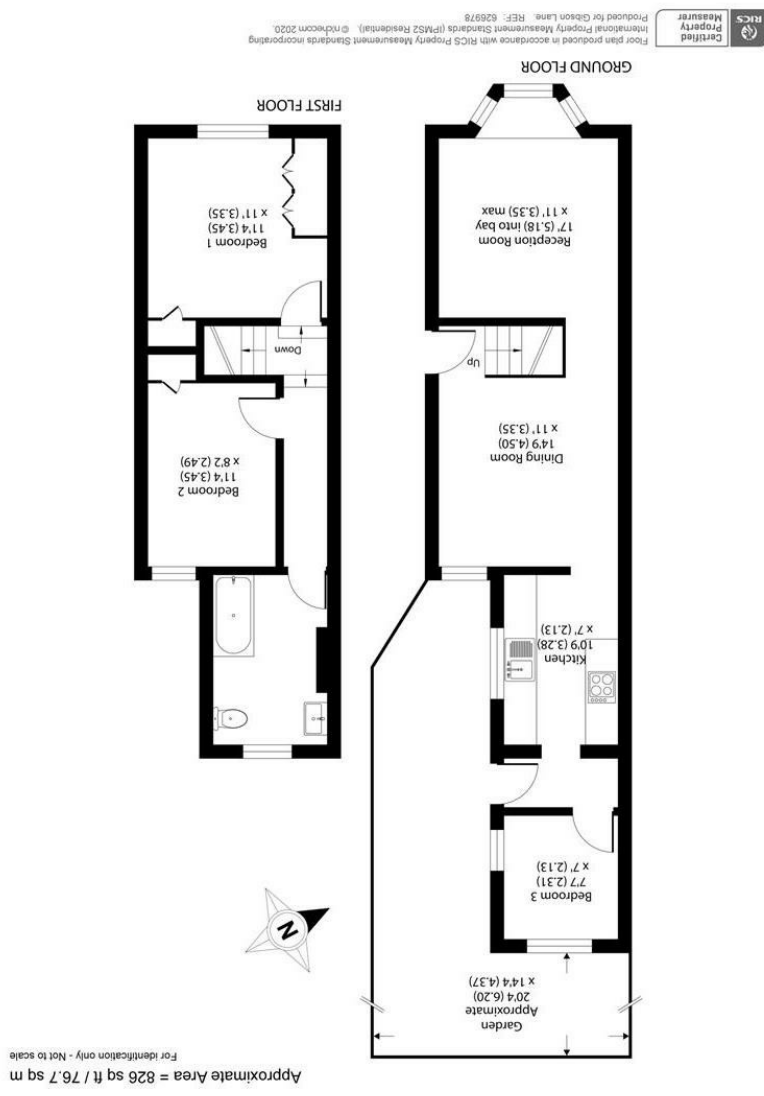 Approximate Area = 826 sq ft / 76.7 sq m
For identification only - Not to scale
N
Garden
Approximate
20'4 (6.20)
x 14'4 (4.37)
Bedroom 3
7'7 (2.31)
x 7' (2.13)
Kitchen
10'9 (3.28)
x 7' (2.13)
Dining Room
14'9 (4.50)
x 11' (3.35)
Up
Reception Room
17' (5.18) into bay
x 11' (3.35) max
GROUND FLOOR
Bedroom 2
11'4 (3.45)
x 8'2 (2.49)
Down
Bedroom 1
11'4 (3.45)
x 11' (3.35)
FIRST FLOOR
RICS
Certified
Property
Measurer
Floor plan produced in accordance with RICS Property Measurement Standards incorporating
International Property Measurement Standards (IPMS2 Residential). © nichecom 2020.
Produced for Gibson Lane. REF: 626978